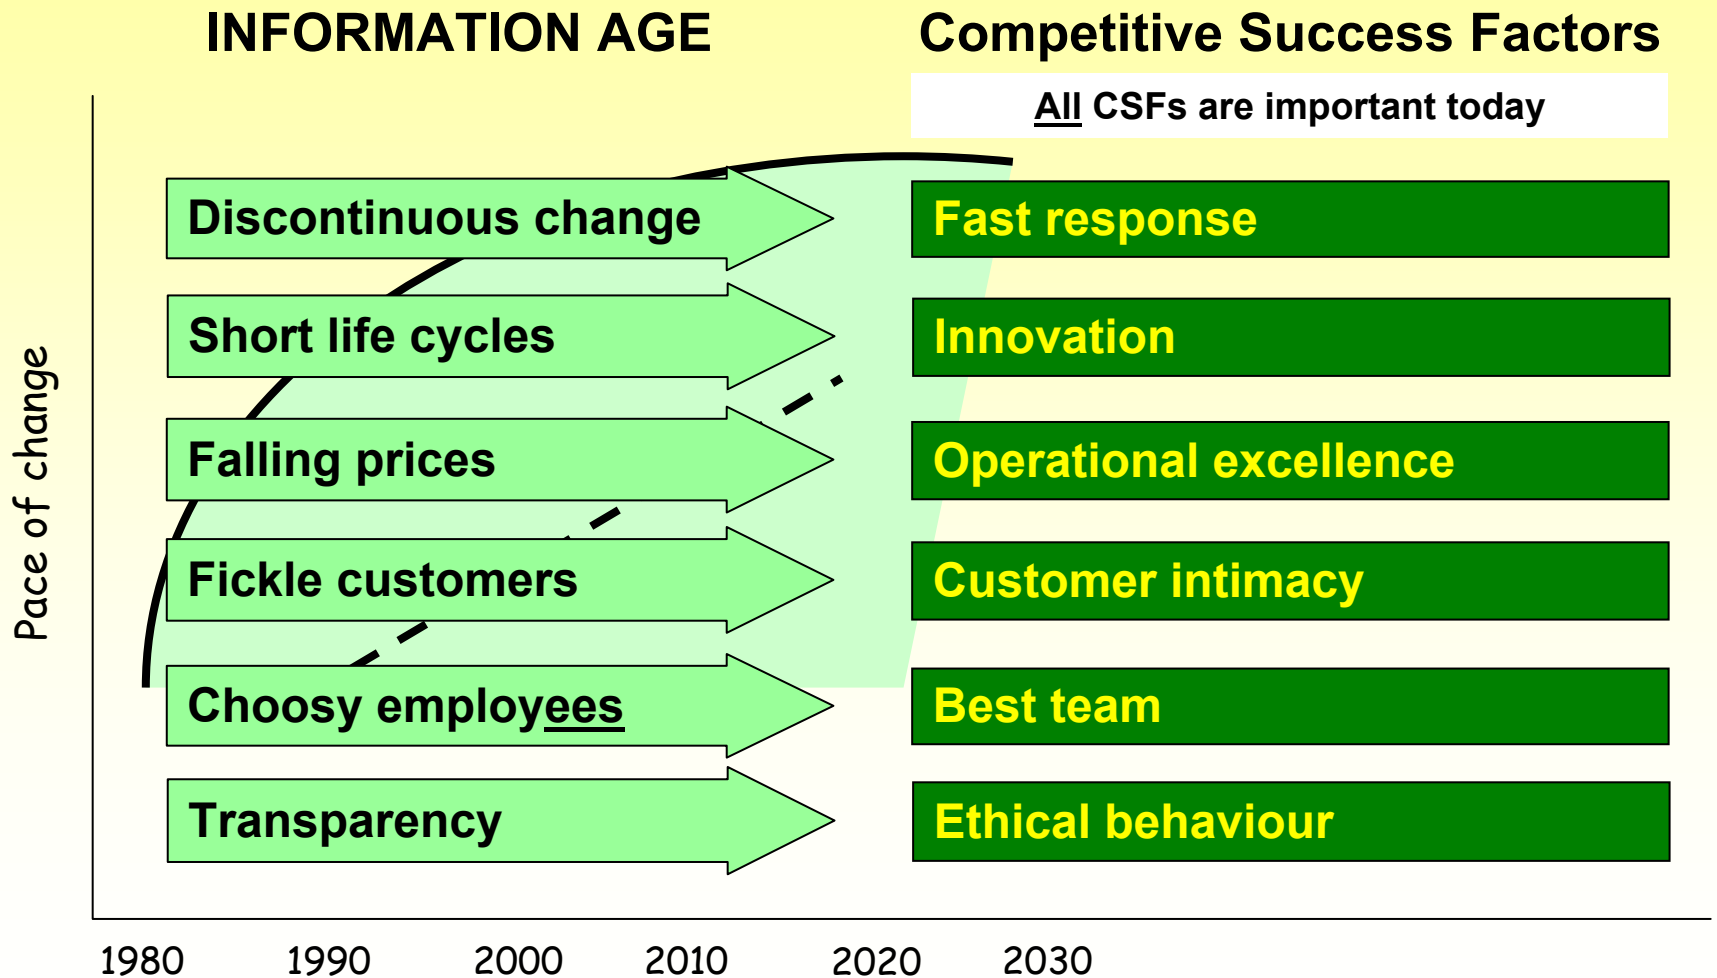 INFORMATION AGE
Competitive Success Factors
All CSFs are important today
Discontinuous change
Fast response
Short life cycles
Innovation
Falling prices
Operational excellence
Fickle customers
Customer intimacy
Choosy employees
Best team
Transparency
Ethical behaviour
Pace of change
1980 1990 2000 2010 2020 2030